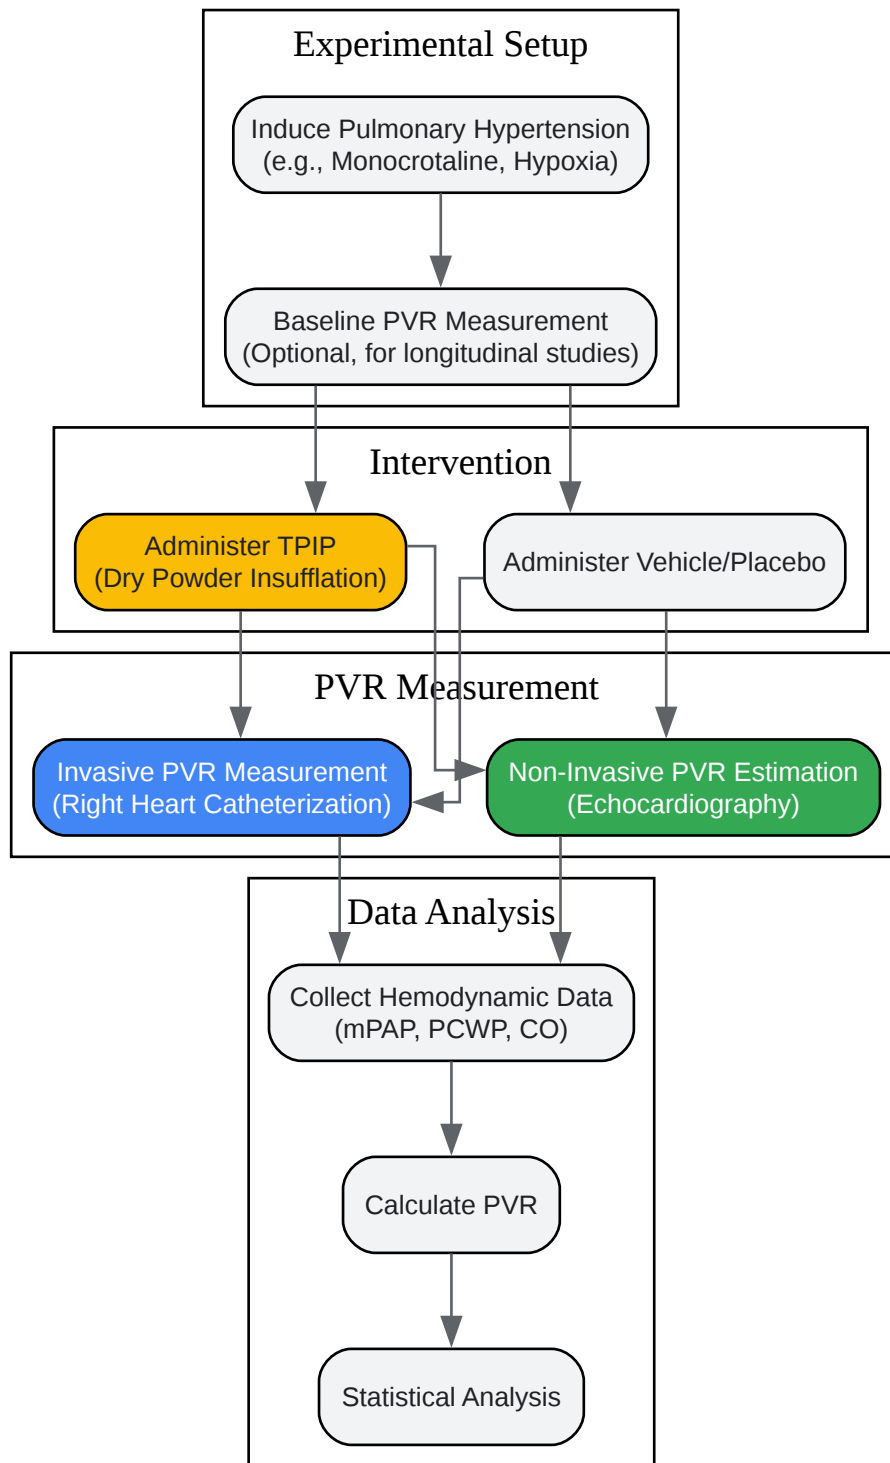 Experimental Setup
Induce Pulmonary Hypertension
(e.g., Monocrotaline, Hypoxia)
Baseline PVR Measurement
(Optional, for longitudinal studies)
Intervention
Administer TPIP
(Dry Powder Insufflation)
Administer Vehicle/Placebo
PVR Measurement
Invasive PVR Measurement
(Right Heart Catheterization)
Non-Invasive PVR Estimation
(Echocardiography)
Data Analysis
Collect Hemodynamic Data
(mPAP, PCWP, CO)
Calculate PVR
Statistical Analysis